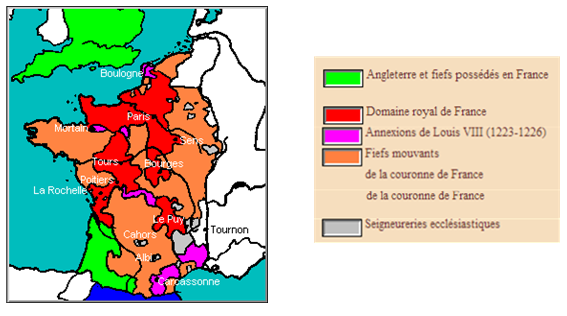 Boulogne
Paris
Mortain
Sens
Tours
Bourges
Poitiers
La Rochelle
Le Puy
Tournon
Cahors
Albi
Carcassonne
Angleterre et fiefs possédés en France
Domaine royal de France
Annexions de Louis VIII (1223-1226)
Fiefs mouvants
de la couronne de France
de la couronne de France
Seigneureries ecclésiastiques